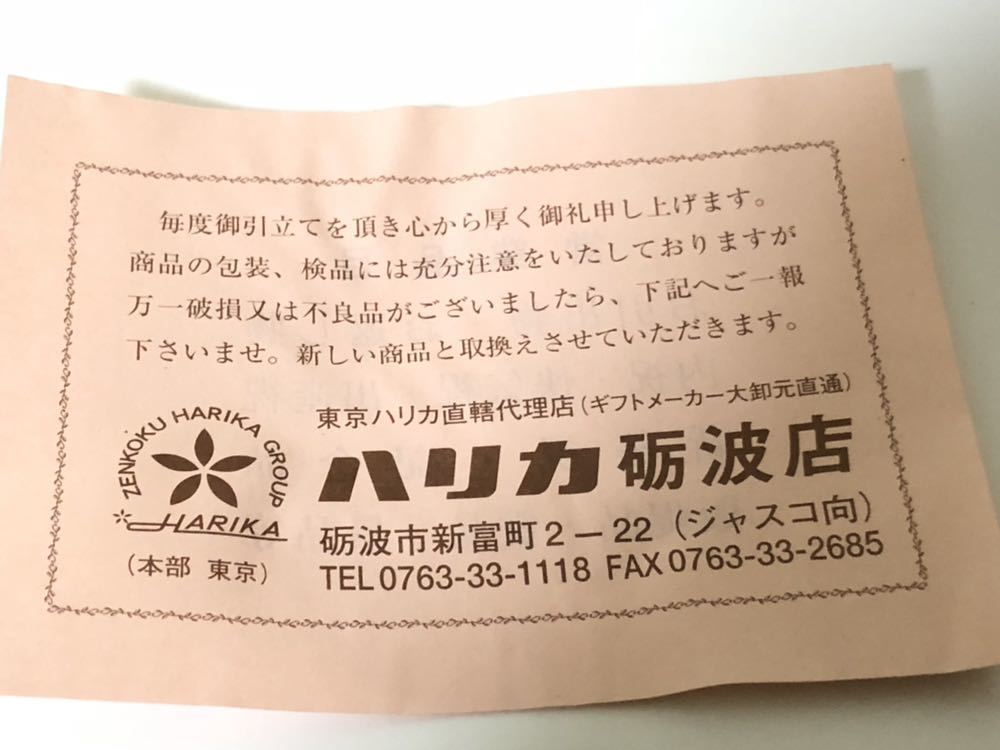 毎度御引立てを頂き心から厚く御礼申し上げます。
商品の包装、検品には充分注意をいたしておりますが
万一破損又は不良品がございましたら、下記へご一報
下さいませ。新しい商品と取換えさせていただきます。
東京ハリカ直轄代理店(ギフトメーカー大卸元直通)
ZENKOKU HARIKA GROUP
HARIKA
(本部 東京)
ハリカ砺波店
砺波市新富町2-22(ジャスコ向)
TEL0763-33-1118 FAX0763-33-2685